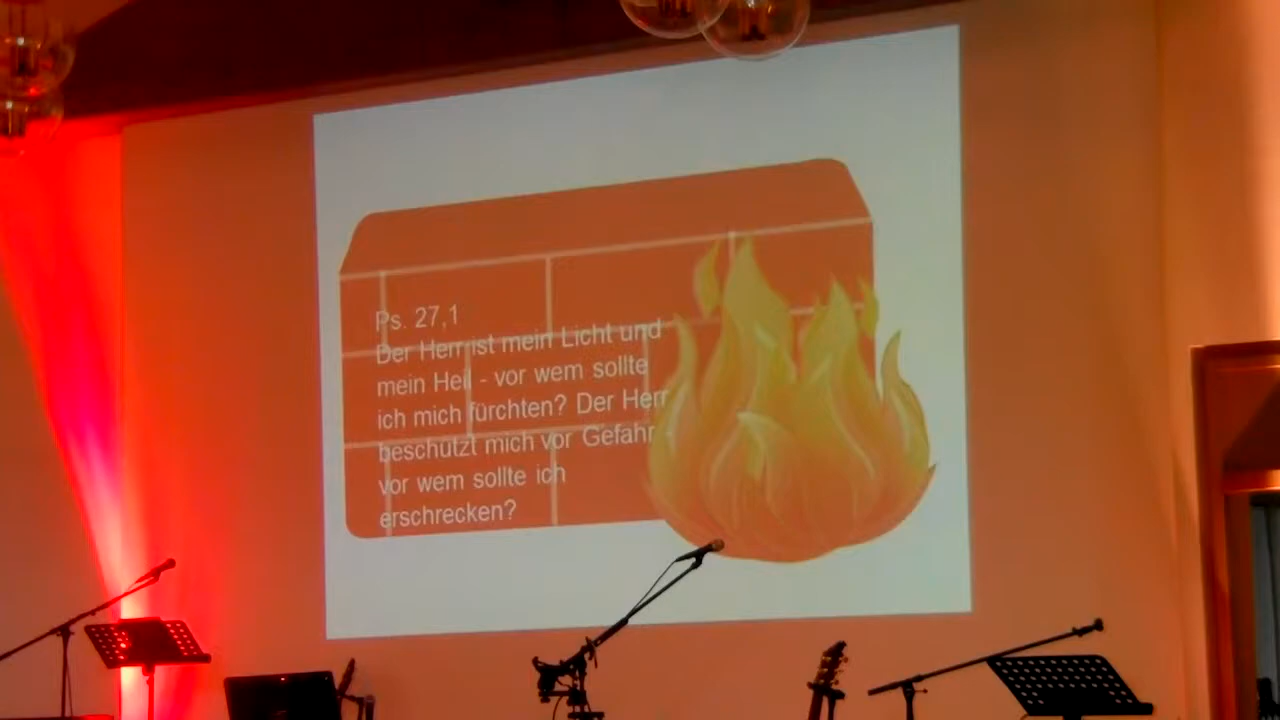 Ps. 27,1
Der Herr ist mein Licht und
mein Heil - vor wem sollte
ich mich fürchten? Der Herr
beschützt mich vor Gefahr
vor wem sollte ich
erschrecken?